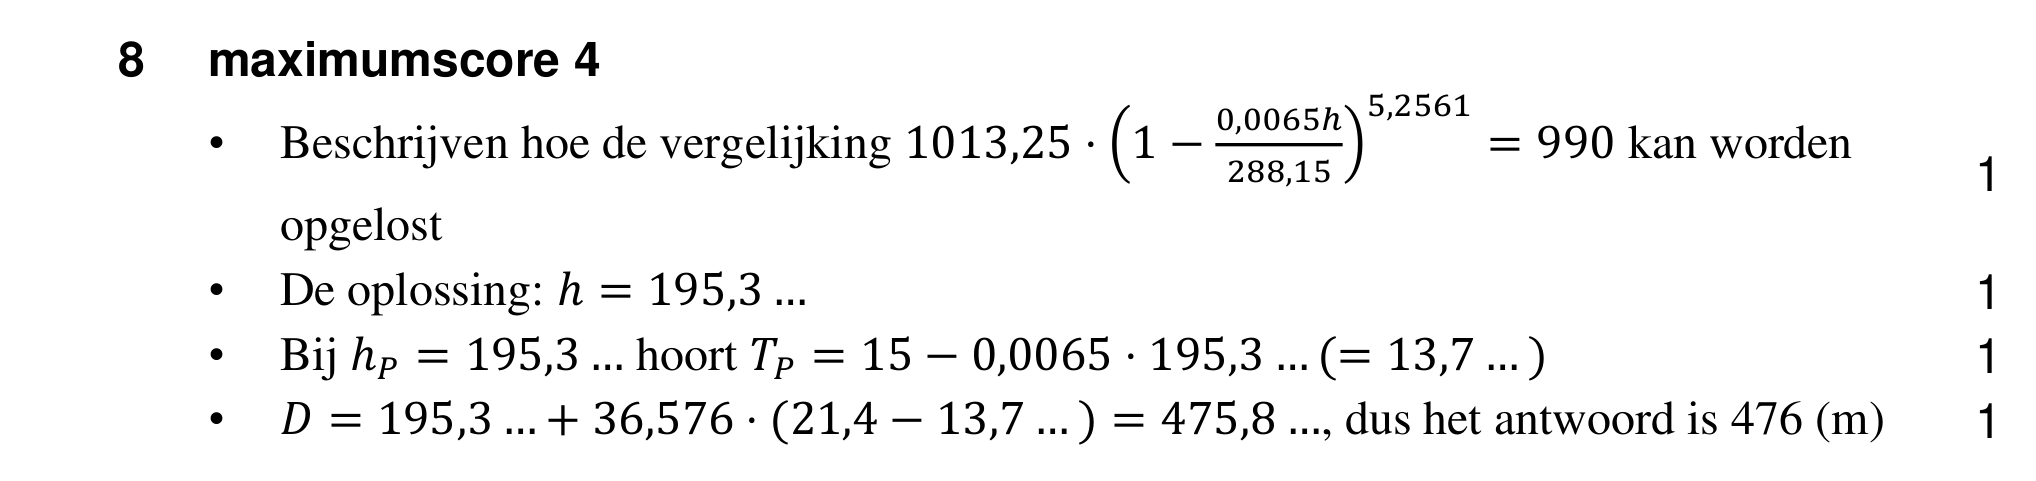 8 maximumscore 4
• Beschrijven hoe de vergelijking 1013,25 · (1 − 0,0065h/288,15)^5,2561 = 990 kan worden 1
opgelost
• De oplossing: h = 195,3 … 1
• Bij h_P = 195,3 … hoort T_P = 15 − 0,0065 · 195,3 … (= 13,7 … ) 1
• D = 195,3 … + 36,576 · (21,4 − 13,7 … ) = 475,8 …, dus het antwoord is 476 (m) 1